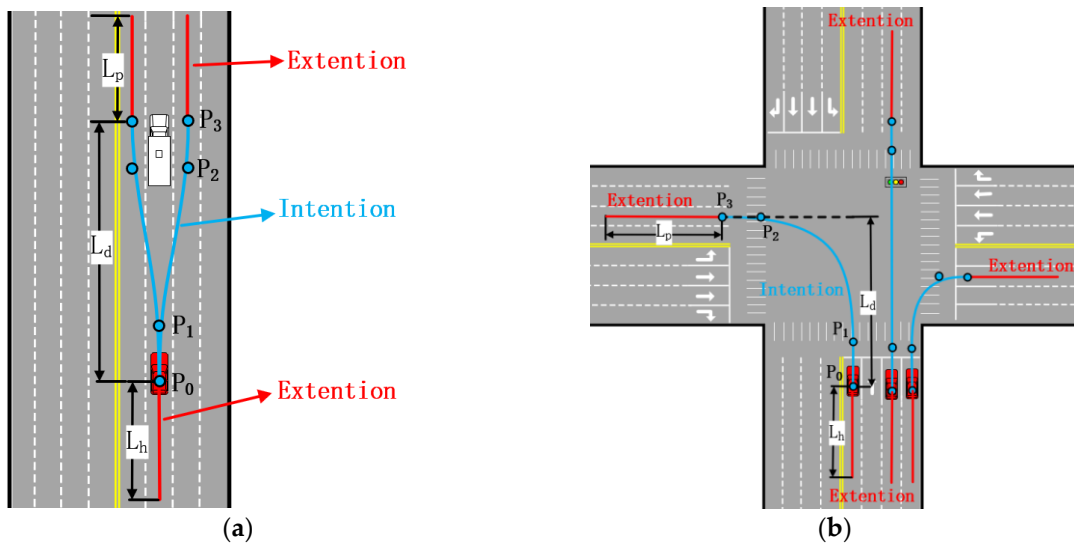 Lp
Extention
P3
P2
Intention
Ld
P1
P0
Extention
Lh
(a)
Extention
Extention
P3
P2
Lp
Extention
Intention
Ld
P1
P0
Lh
Extention
(b)